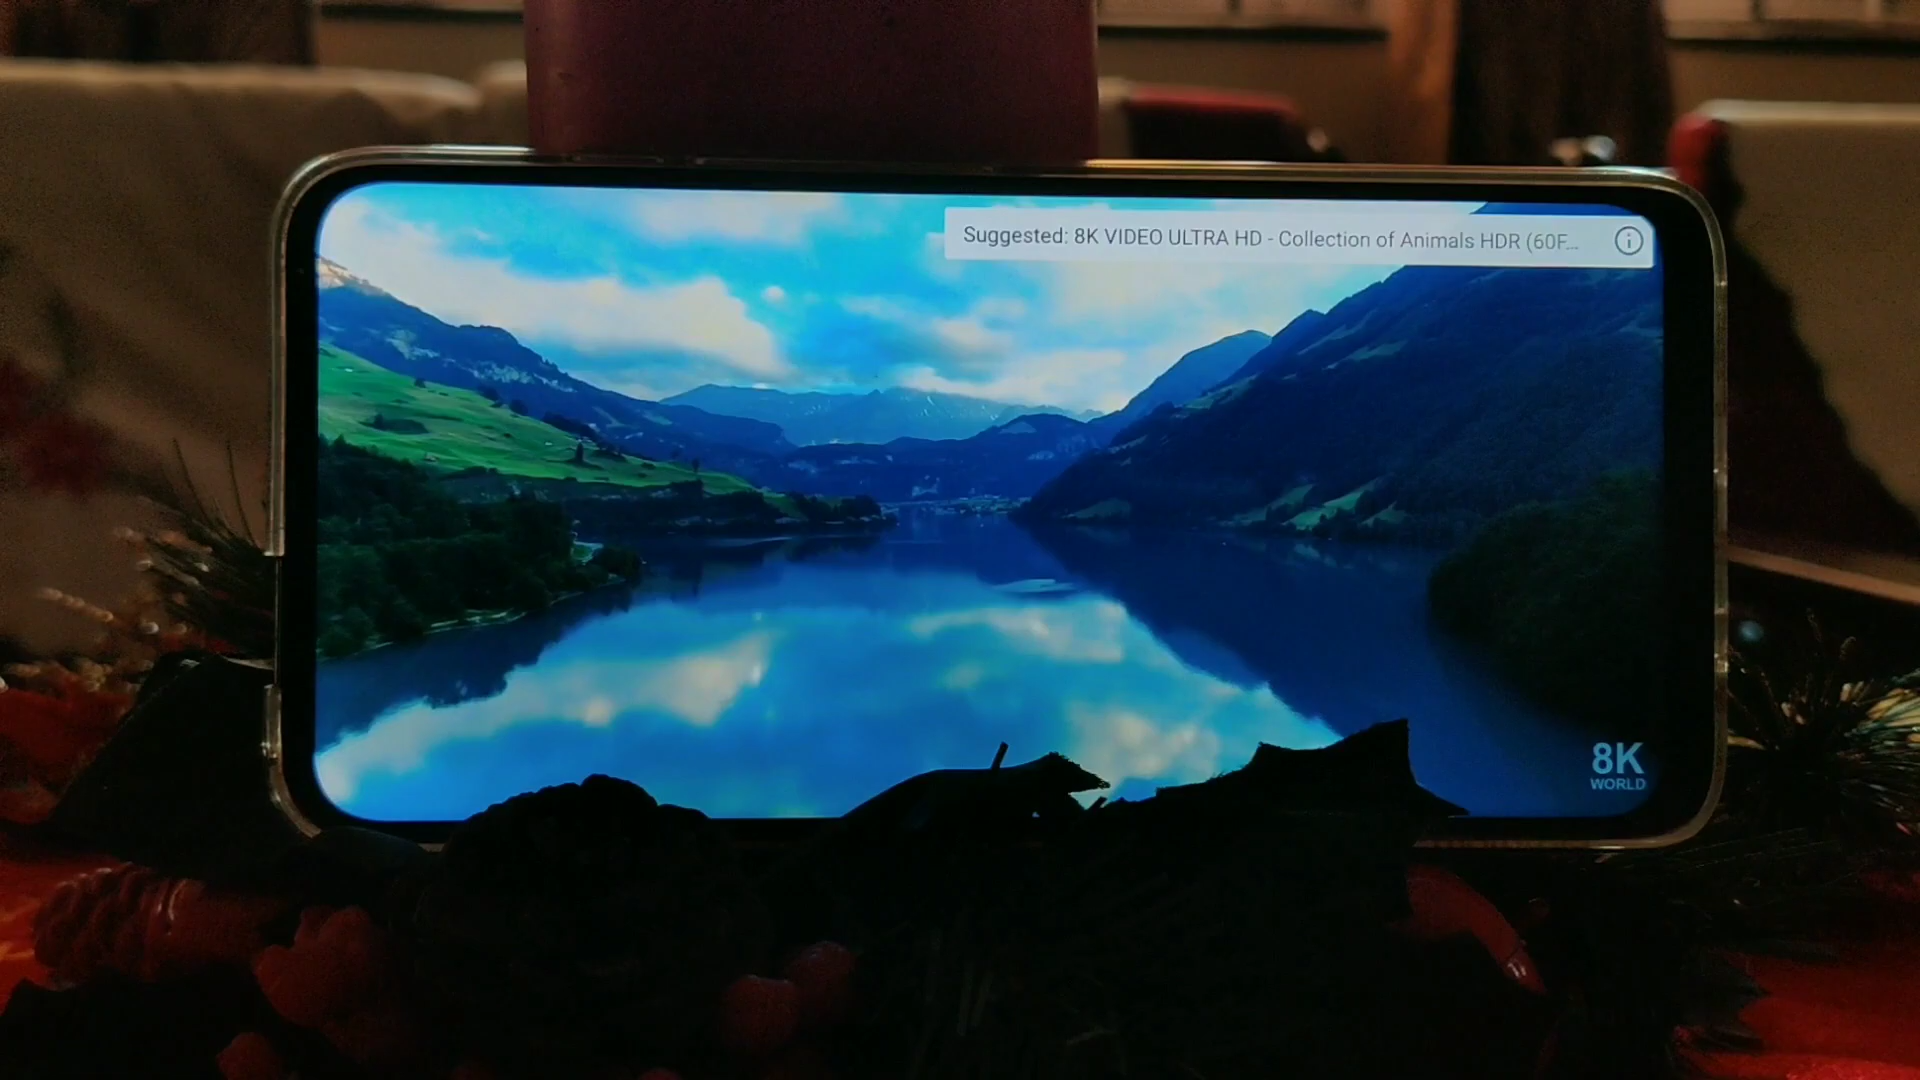 Suggested: 8K VIDEO ULTRA HD - Collection of Animals HDR (60F...
8K
WORLD